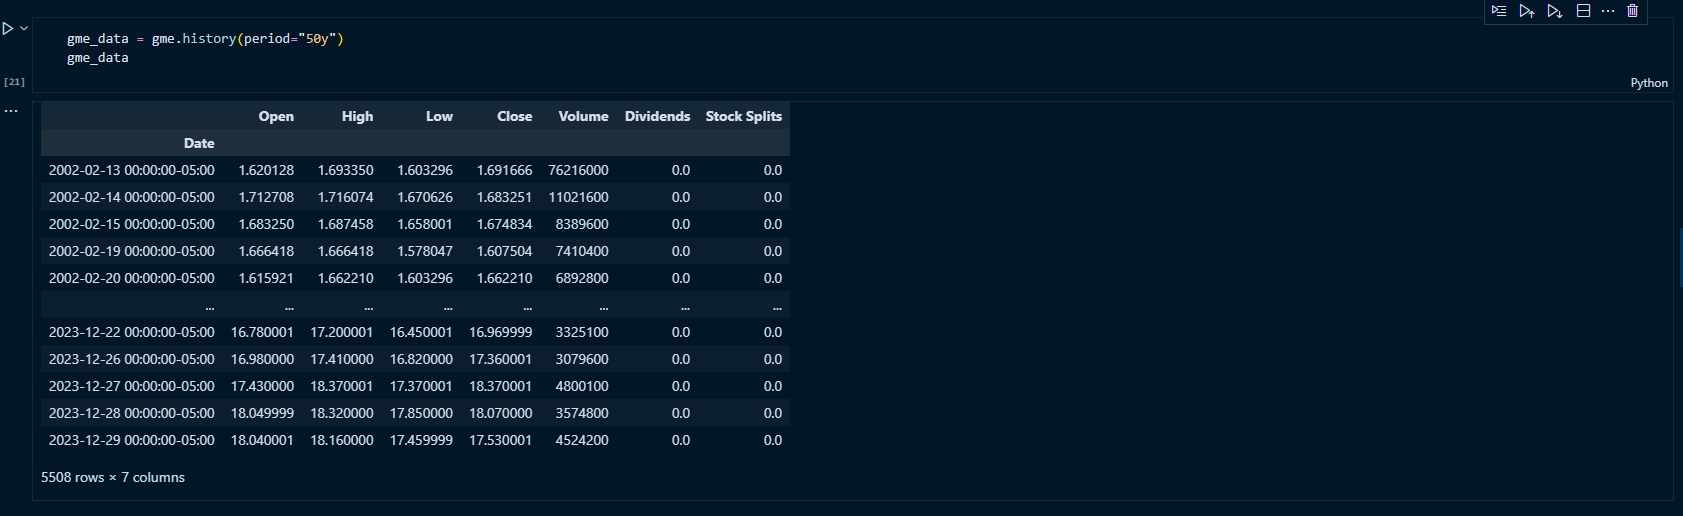 gme_data = gme.history(period="50y")
gme_data
[21]
Python
...
Open High Low Close Volume Dividends Stock Splits
Date
2002-02-13 00:00:00-05:00 1.620128 1.693350 1.603296 1.691666 76216000 0.0 0.0
2002-02-14 00:00:00-05:00 1.712708 1.716074 1.670626 1.683251 11021600 0.0 0.0
2002-02-15 00:00:00-05:00 1.683250 1.687458 1.658001 1.674834 8389600 0.0 0.0
2002-02-19 00:00:00-05:00 1.666418 1.666418 1.578047 1.607504 7410400 0.0 0.0
2002-02-20 00:00:00-05:00 1.615921 1.662210 1.603296 1.662210 6892800 0.0 0.0
... ... ... ... ... ... ... ...
2023-12-22 00:00:00-05:00 16.780001 17.200001 16.450001 16.969999 3325100 0.0 0.0
2023-12-26 00:00:00-05:00 16.980000 17.410000 16.820000 17.360001 3079600 0.0 0.0
2023-12-27 00:00:00-05:00 17.430000 18.370001 17.370001 18.370001 4800100 0.0 0.0
2023-12-28 00:00:00-05:00 18.049999 18.320000 17.850000 18.070000 3574800 0.0 0.0
2023-12-29 00:00:00-05:00 18.040001 18.160000 17.459999 17.530001 4524200 0.0 0.0
5508 rows × 7 columns